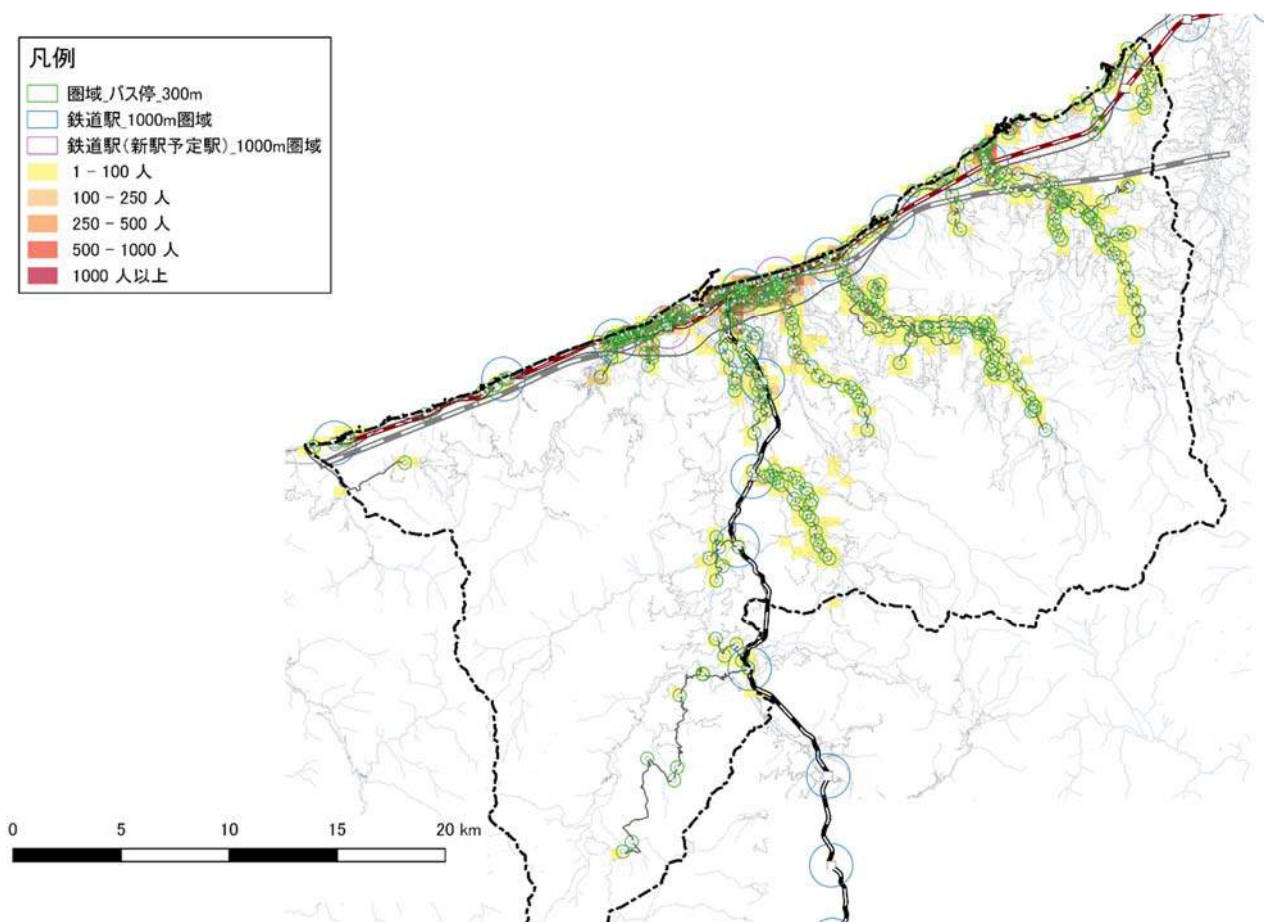 凡例
圏域_バス停_300m
鉄道駅_1000m圏域
鉄道駅(新駅予定駅)_1000m圏域
1 - 100 人
100 - 250 人
250 - 500 人
500 - 1000 人
1000 人以上
0 5 10 15 20 km